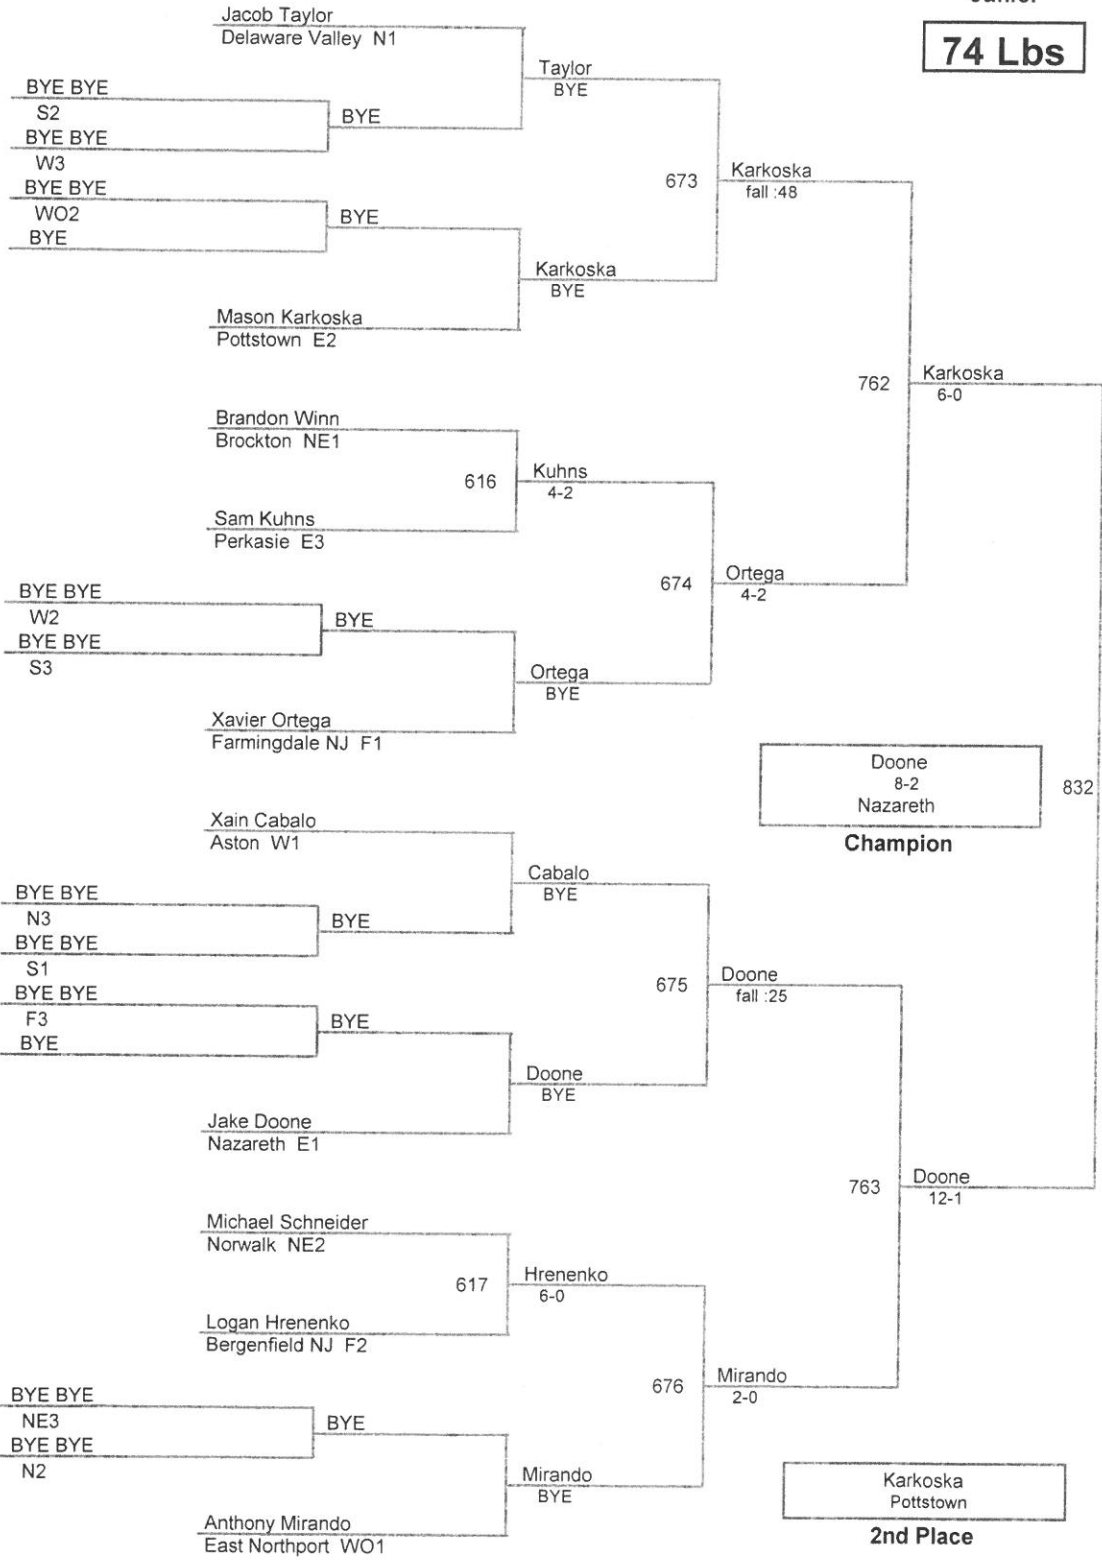 Junior
74 Lbs
Jacob Taylor
Delaware Valley N1
Taylor
BYE
BYE BYE
S2
BYE
BYE BYE
W3
673
Karkoska
fall :48
BYE BYE
WO2
BYE
BYE
Karkoska
BYE
Mason Karkoska
Pottstown E2
762
Karkoska
6-0
Brandon Winn
Brockton NE1
616
Kuhns
4-2
Sam Kuhns
Perkasie E3
674
Ortega
4-2
BYE BYE
W2
BYE
BYE BYE
S3
Ortega
BYE
Xavier Ortega
Farmingdale NJ F1
Doone
8-2
Nazareth
832
Champion
Xain Cabalo
Aston W1
Cabalo
BYE
BYE BYE
N3
BYE
BYE BYE
S1
675
Doone
fall :25
BYE BYE
F3
BYE
BYE
Doone
BYE
Jake Doone
Nazareth E1
763
Doone
12-1
Michael Schneider
Norwalk NE2
617
Hrenenko
6-0
Logan Hrenenko
Bergenfield NJ F2
676
Mirando
2-0
BYE BYE
NE3
BYE
BYE BYE
N2
Mirando
BYE
Anthony Mirando
East Northport WO1
Karkoska
Pottstown
2nd Place